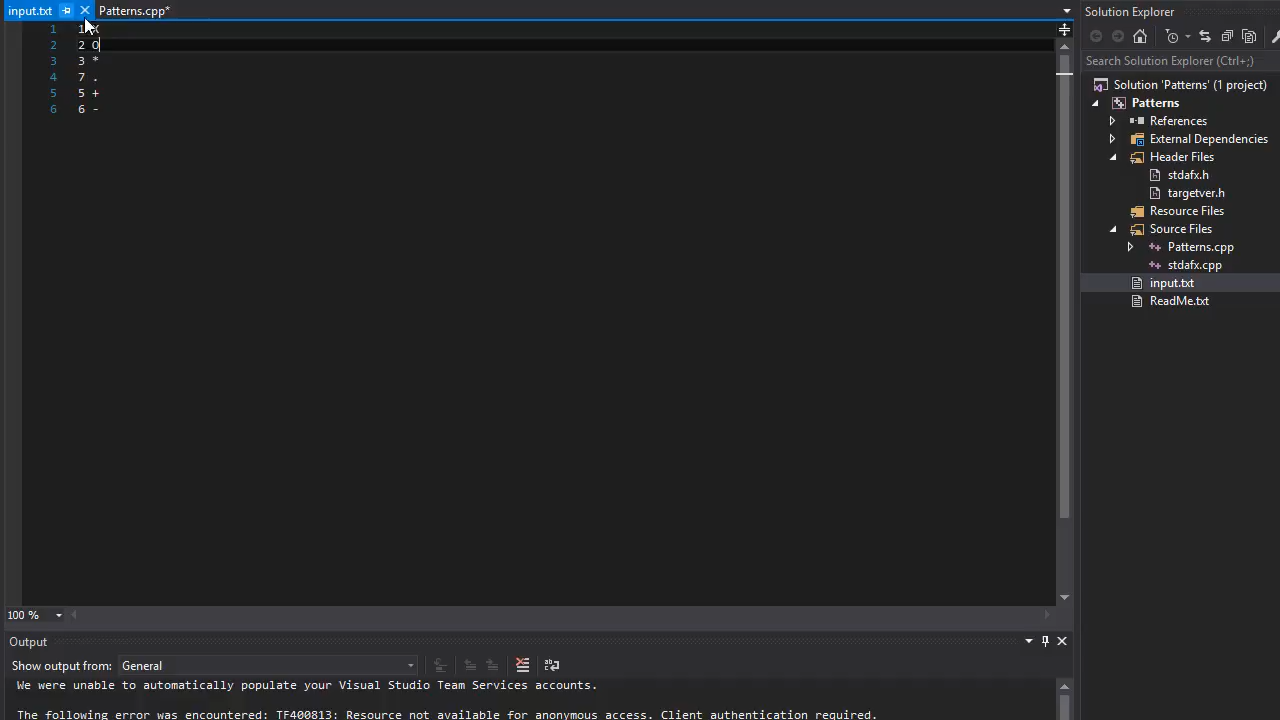 input.txt
Patterns.cpp*
1 1 X
2 2 O
3 3 *
4 7 .
5 5 +
6 6 -
100 %
Output
Show output from: General
We were unable to automatically populate your Visual Studio Team Services accounts.
The following error was encountered: TF400813: Resource not available for anonymous access. Client authentication required.
Solution Explorer
Search Solution Explorer (Ctrl+;)
Solution 'Patterns' (1 project)
Patterns
References
External Dependencies
Header Files
stdafx.h
targetver.h
Resource Files
Source Files
Patterns.cpp
stdafx.cpp
input.txt
ReadMe.txt